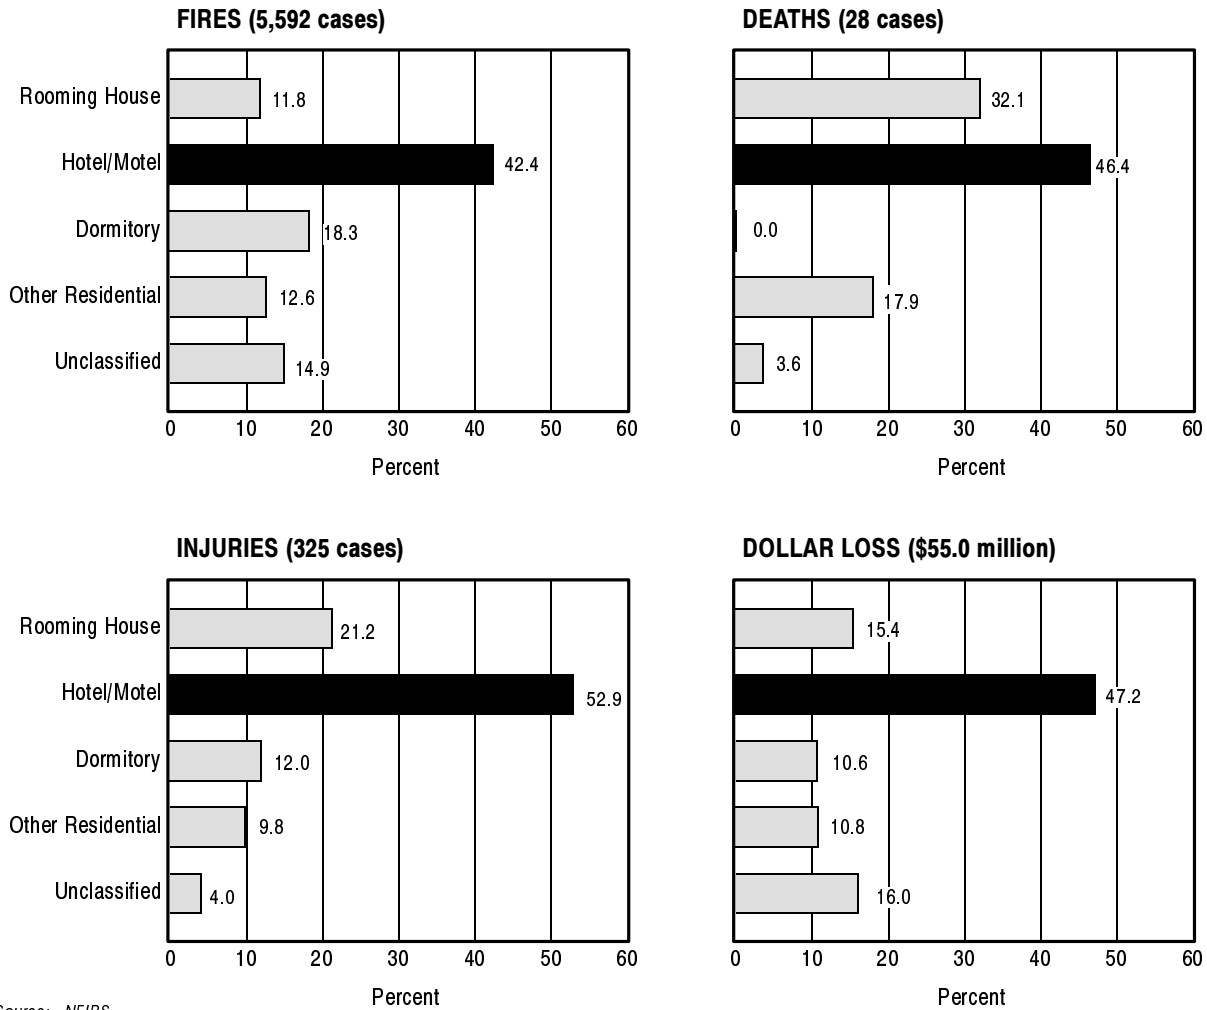 FIRES (5,592 cases)
Rooming House 11.8
Hotel/Motel 42.4
Dormitory 18.3
Other Residential 12.6
Unclassified 14.9
0 10 20 30 40 50 60
Percent
DEATHS (28 cases)
32.1
46.4
0.0
17.9
3.6
0 10 20 30 40 50 60
Percent
INJURIES (325 cases)
Rooming House 21.2
Hotel/Motel 52.9
Dormitory 12.0
Other Residential 9.8
Unclassified 4.0
0 10 20 30 40 50 60
Percent
DOLLAR LOSS ($55.0 million)
15.4
47.2
10.6
10.8
16.0
0 10 20 30 40 50 60
Percent